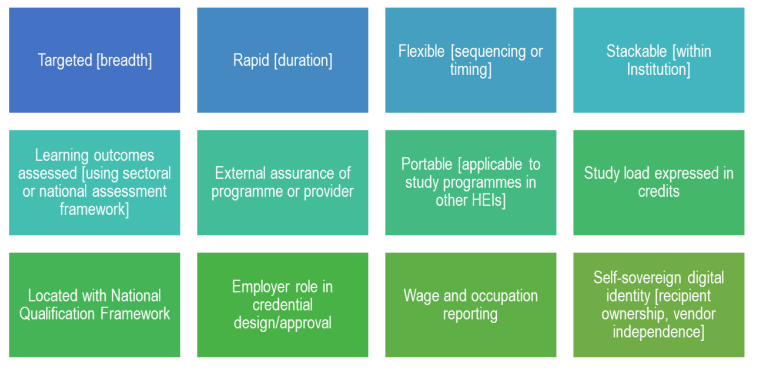 Targeted [breadth]
Rapid [duration]
Flexible [sequencing or
timing]
Stackable [within
Institution]
Learning outcomes
assessed [using sectoral
or national assessment
framework]
External assurance of
programme or provider
Portable [applicable to
study programmes in
other HEIs]
Study load expressed in
credits
Located with National
Qualification Framework
Employer role in
credential
design/approval
Wage and occupation
reporting
Self-sovereign digital
identity [recipient
ownership, vendor
independence]